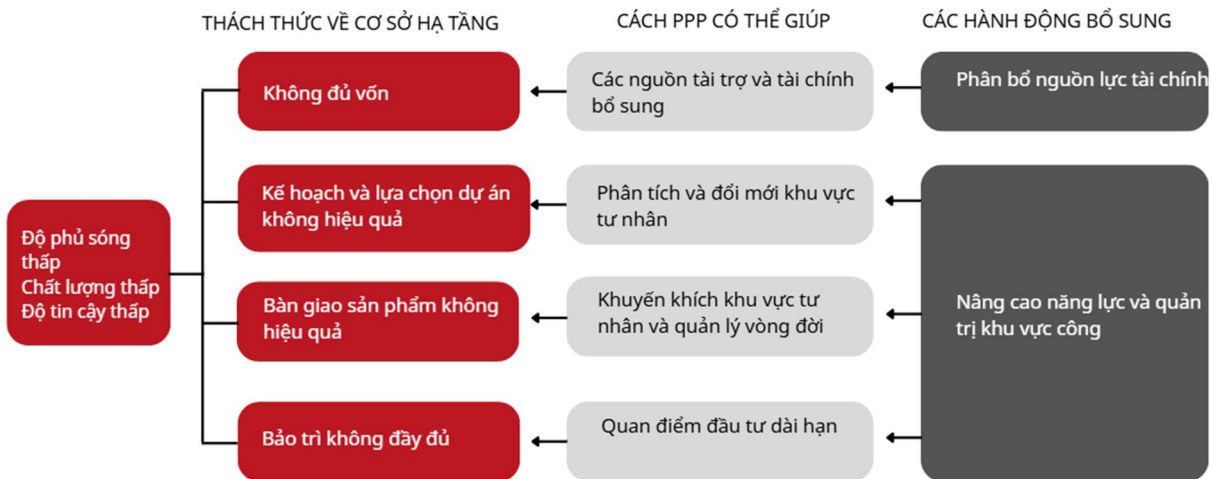 THÁCH THỨC VỀ CƠ SỞ HẠ TẦNG
CÁCH PPP CÓ THỂ GIÚP
CÁC HÀNH ĐỘNG BỔ SUNG
Độ phủ sóng
thấp
Chất lượng thấp
Độ tin cậy thấp
Không đủ vốn
Các nguồn tài trợ và tài chính
bổ sung
Phân bổ nguồn lực tài chính
Kế hoạch và lựa chọn dự án
không hiệu quả
Phân tích và đổi mới khu vực
tư nhân
Bàn giao sản phẩm không
hiệu quả
Khuyến khích khu vực tư
nhân và quản lý vòng đời
Nâng cao năng lực và quản
trị khu vực công
Bảo trì không đầy đủ
Quan điểm đầu tư dài hạn